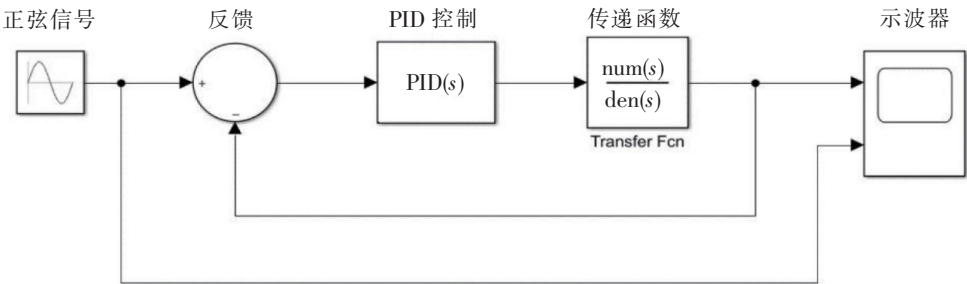 正弦信号 反馈 PID 控制 传递函数 示波器
+
−
PID(s)
num(s)
den(s)
Transfer Fcn